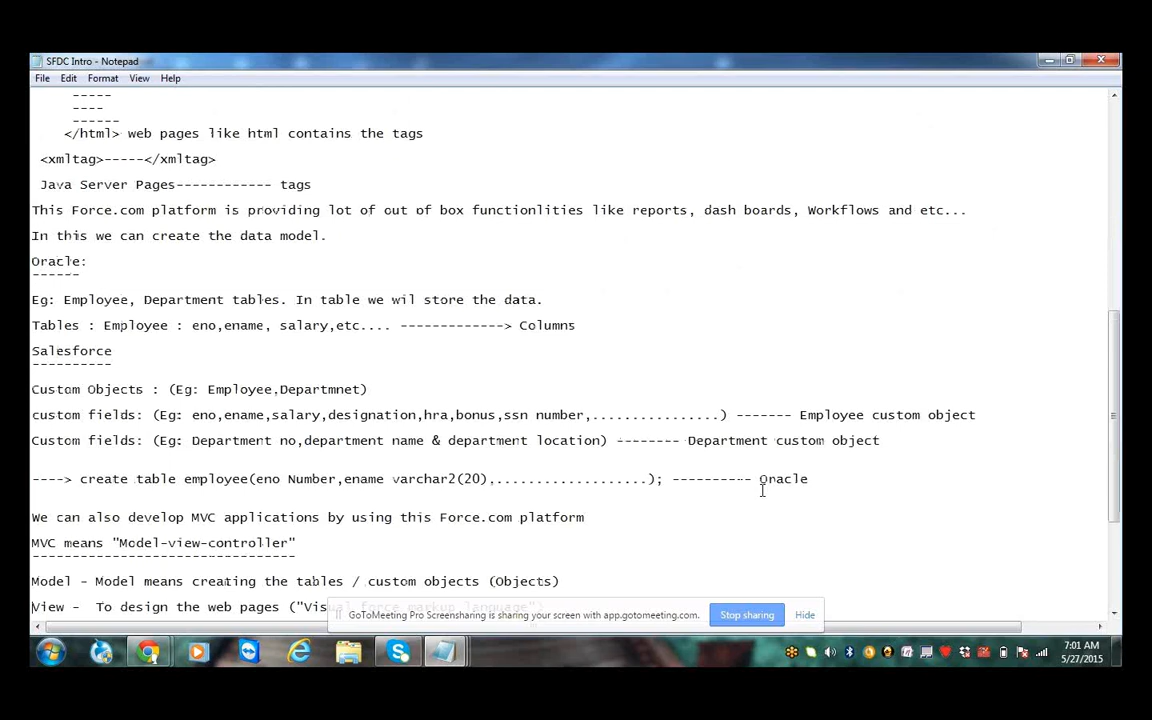 SFDC Intro - Notepad
File Edit Format View Help
-----
----
------
</html> web pages like html contains the tags
<xmltag>-----</xmltag>
Java Server Pages------------ tags
This Force.com platform is providing lot of out of box functionlities like reports, dash boards, Workflows and etc...
In this we can create the data model.
Oracle:
------
Eg: Employee, Department tables. In table we wil store the data.
Tables : Employee : eno,ename, salary,etc.... -------------> Columns
Salesforce
----------
Custom Objects : (Eg: Employee,Departmnet)
custom fields: (Eg: eno,ename,salary,designation,hra,bonus,ssn number,................) ------- Employee custom object
Custom fields: (Eg: Department no,department name & department location) -------- Department custom object
----> create table employee(eno Number,ename varchar2(20),...................); ---------- Oracle
We can also develop MVC applications by using this Force.com platform
MVC means "Model-view-controller"
---------------------------------
Model - Model means creating the tables / custom objects (Objects)
View - To design the web pages ("Visual force markup language")
GoToMeeting Pro Screensharing is sharing your screen with app.gotomeeting.com. Stop sharing Hide
7:01 AM
5/27/2015